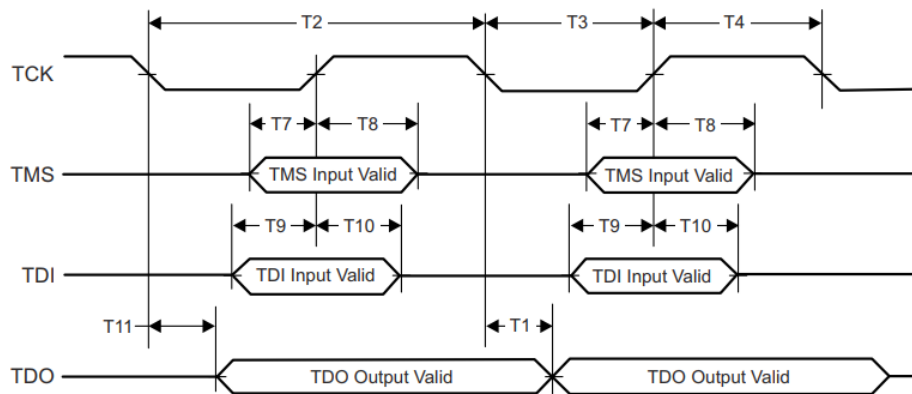 T2 T3 T4
TCK
T7 T8 T7 T8
TMS TMS Input Valid TMS Input Valid
T9 T10 T9 T10
TDI TDI Input Valid TDI Input Valid
T11 T1
TDO TDO Output Valid TDO Output Valid